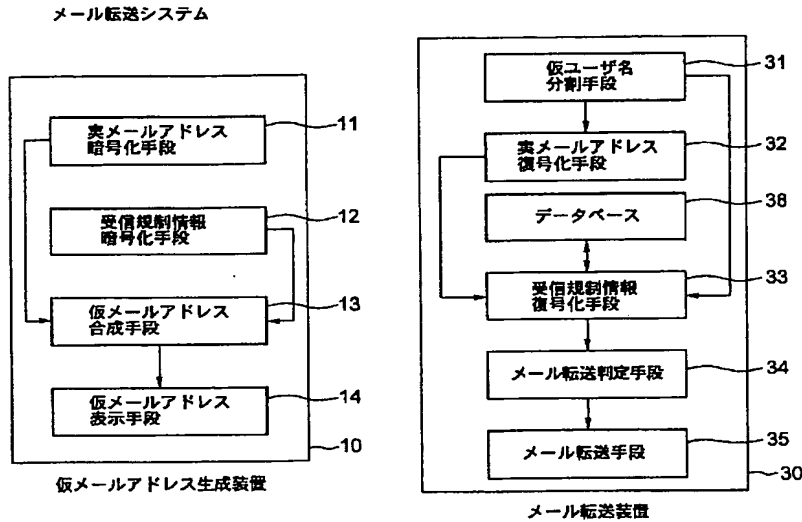 メール転送システム
実メールアドレス
暗号化手段
11
受信規制情報
暗号化手段
12
仮メールアドレス
合成手段
13
仮メールアドレス
表示手段
14
10
仮メールアドレス生成装置
仮ユーザ名
分割手段
31
実メールアドレス
復号化手段
32
データベース
38
受信規制情報
復号化手段
33
メール転送判定手段
34
メール転送手段
35
30
メール転送装置